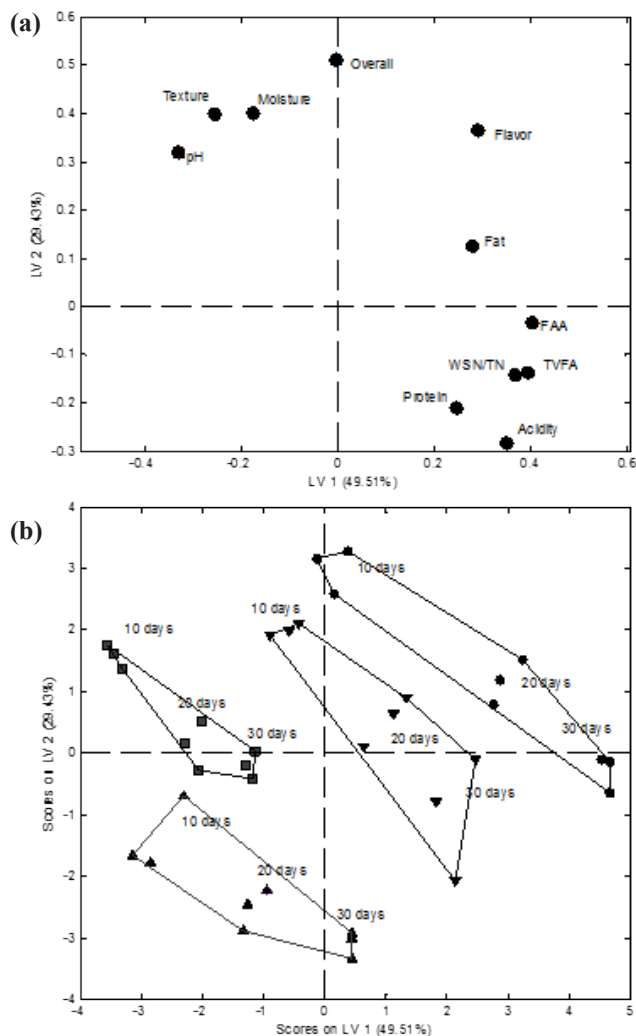 (a)
0.6
0.5
0.4
0.3
0.2
0.1
0
-0.1
-0.2
-0.3
LV 2 (29.43%)
Overall
Texture
Moisture
pH
Flavor
Fat
FAA
WSN/TN
TVFA
Protein
Acidity
-0.4
-0.2
0
0.2
0.4
0.6
LV 1 (49.51%)
(b)
4
3
2
1
0
-1
-2
-3
-4
Scores on LV 2 (29.43%)
10 days
10 days
10 days
20 days
20 days
30 days
30 days
20 days
30 days
10 days
20 days
30 days
-4
-3
-2
-1
0
1
2
3
4
5
Scores on LV 1 (49.51%)